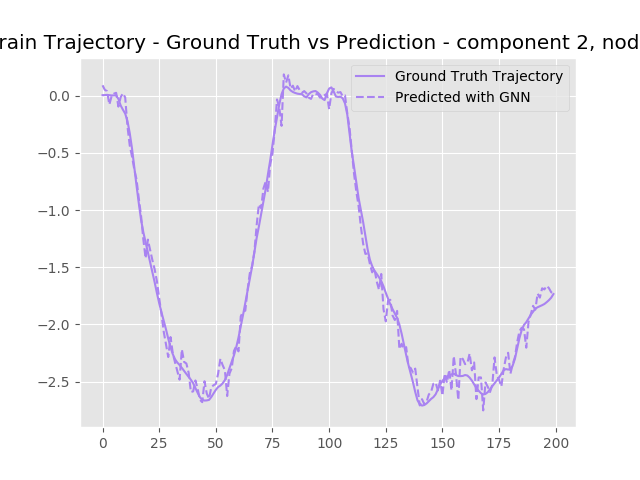 rain Trajectory - Ground Truth vs Prediction - component 2, nod
Ground Truth Trajectory
Predicted with GNN
0.0
−0.5
−1.0
−1.5
−2.0
−2.5
0 25 50 75 100 125 150 175 200